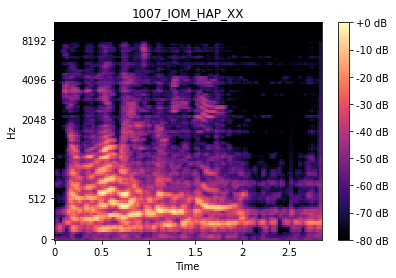 1007_IOM_HAP_XX
+0 dB
8192
-10 dB
4096
-20 dB
-30 dB
2048
-40 dB
Hz
1024
-50 dB
512
-60 dB
-70 dB
0
-80 dB
0 0.5 1 1.5 2 2.5
Time